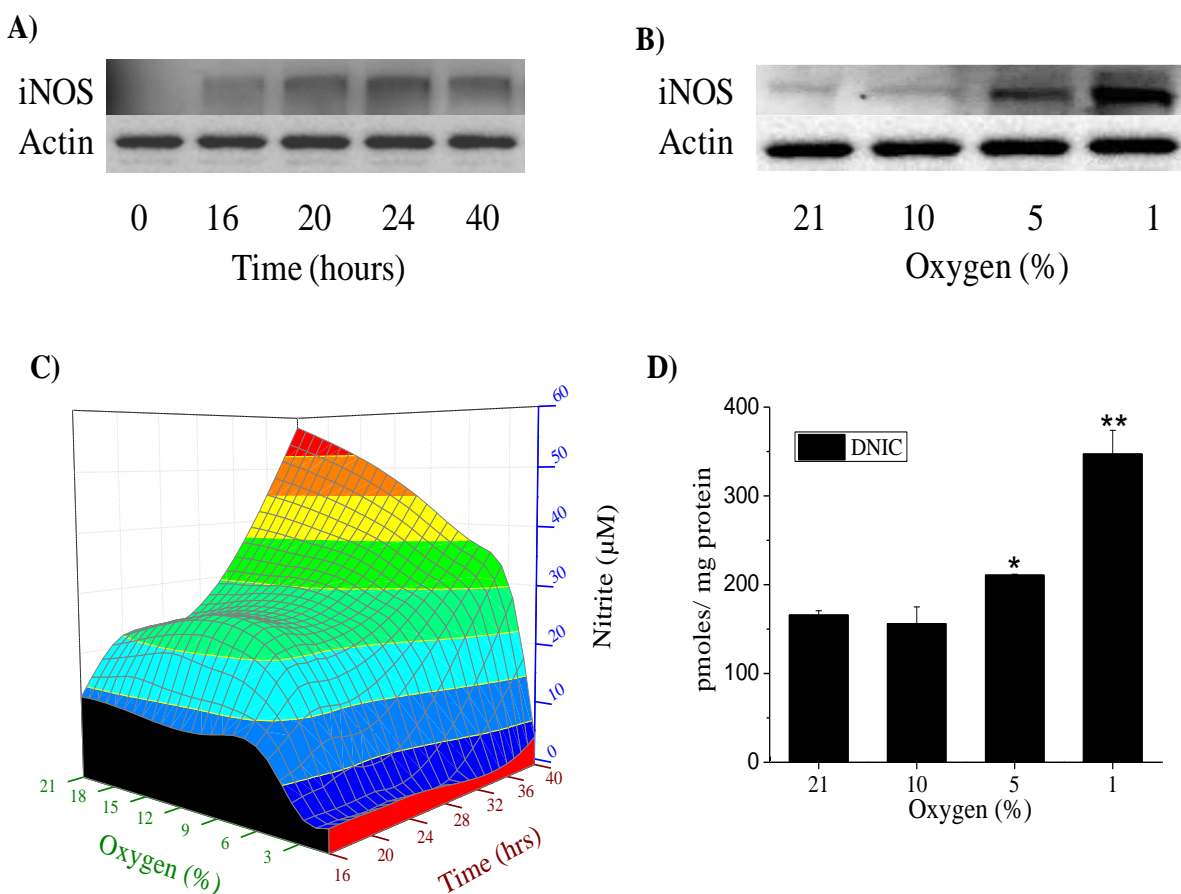 A)
iNOS
Actin
0 16 20 24 40
Time (hours)
B)
iNOS
Actin
21 10 5 1
Oxygen (%)
C)
60
50
40
30
20
10
0
Nitrite (µM)
21
18
15
12
9
6
3
Oxygen (%)
16
20
24
28
32
36
40
Time (hrs)
D)
400
300
200
100
0
pmoles/ mg protein
DNIC
*
**
21 10 5 1
Oxygen (%)